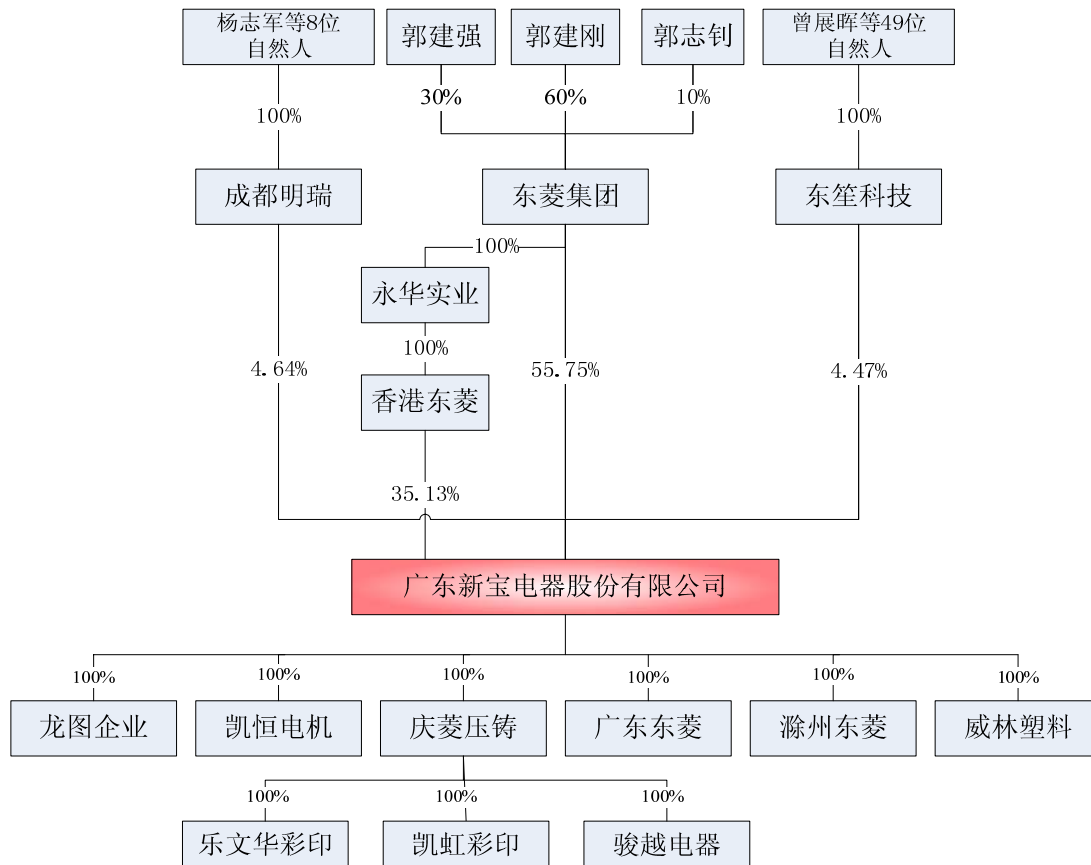 杨志军等8位
自然人
郭建强
郭建刚
郭志钊
曾展晖等49位
自然人
30%
60%
10%
100%
100%
成都明瑞
东菱集团
东笙科技
100%
永华实业
100%
4.64%
55.75%
4.47%
香港东菱
35.13%
广东新宝电器股份有限公司
100%
100%
100%
100%
100%
100%
龙图企业
凯恒电机
庆菱压铸
广东东菱
滁州东菱
威林塑料
100%
100%
100%
乐文华彩印
凯虹彩印
骏越电器